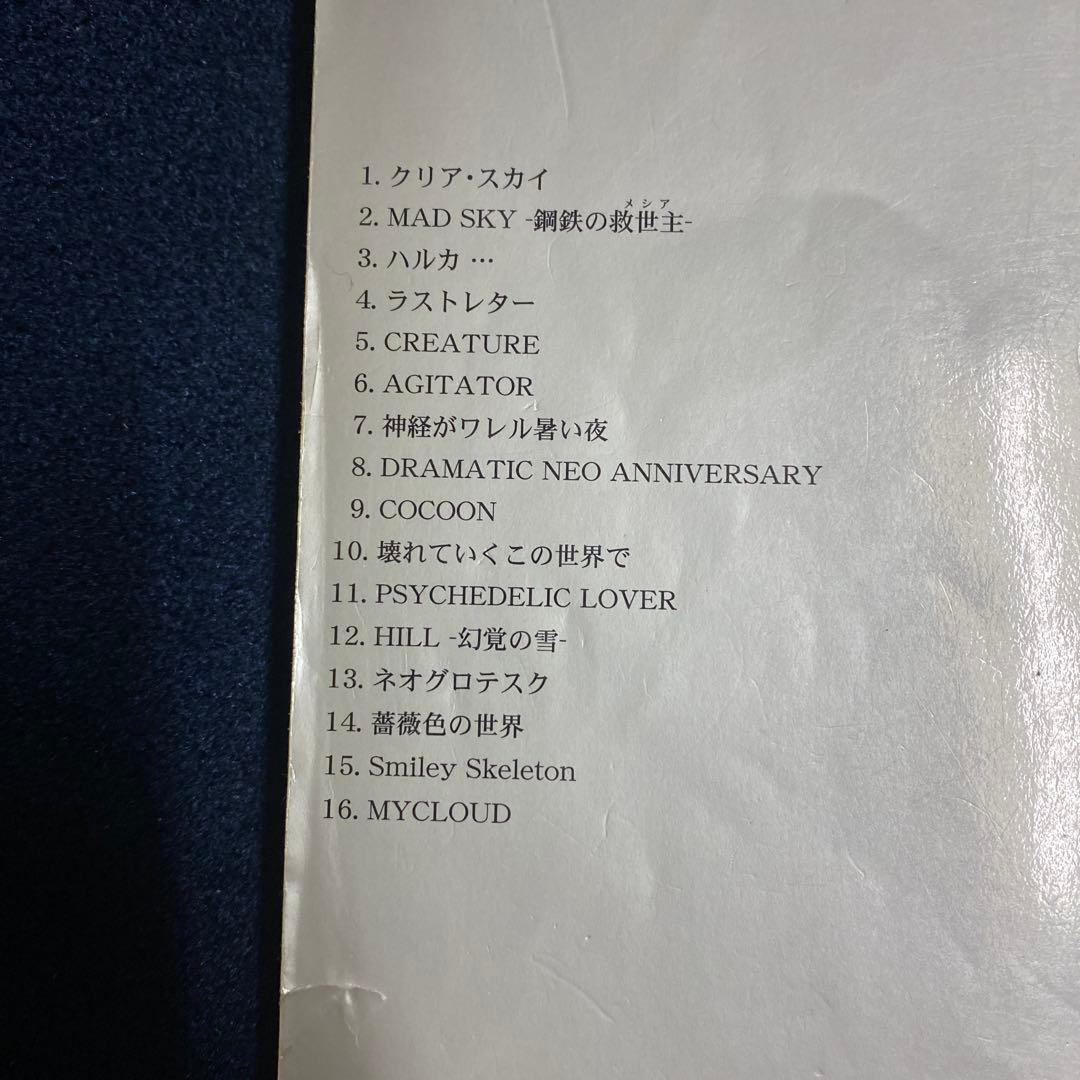 1. クリア・スカイ
メシア
2. MAD SKY -鋼鉄の救世主-
3. ハルカ …
4. ラストレター
5. CREATURE
6. AGITATOR
7. 神経がワレル暑い夜
8. DRAMATIC NEO ANNIVERSARY
9. COCOON
10. 壊れていくこの世界で
11. PSYCHEDELIC LOVER
12. HILL -幻覚の雪-
13. ネオグロテスク
14. 薔薇色の世界
15. Smiley Skeleton
16. MYCLOUD